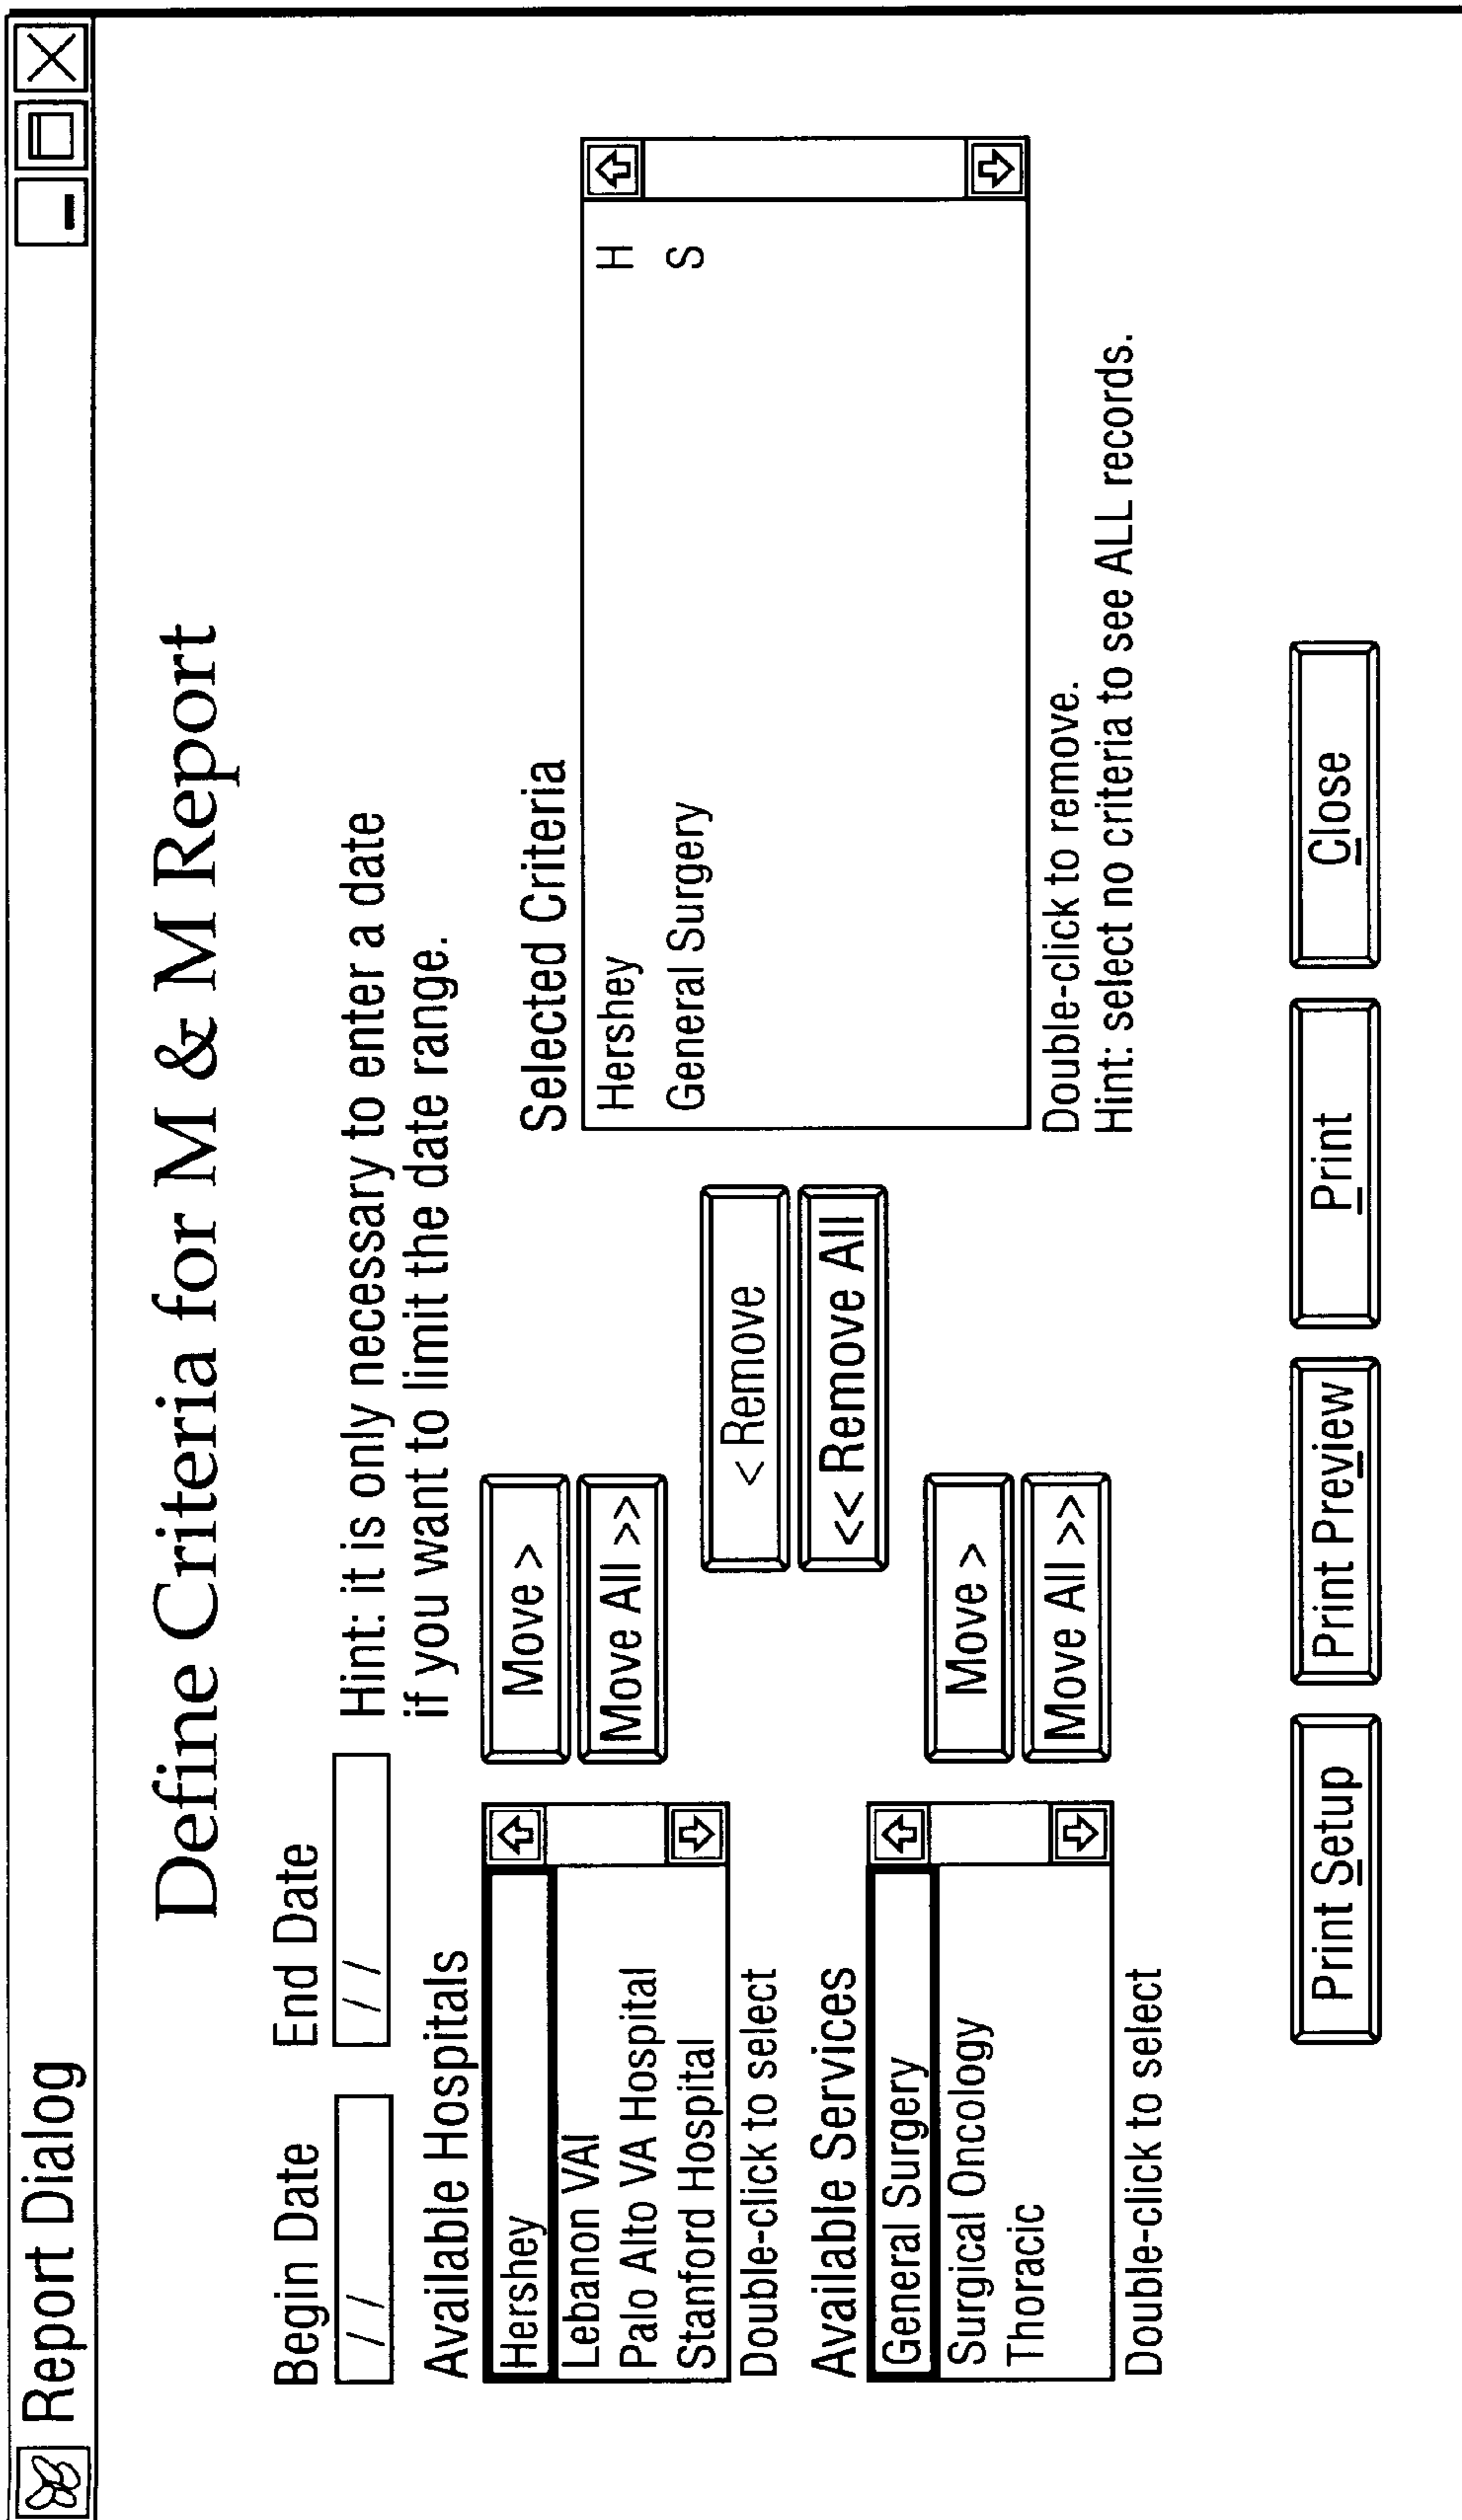 Report Dialog
Define Criteria for M & M Report
Begin Date
End Date
/ /
/ /
Hint: it is only necessary to enter a date
if you want to limit the date range.
Available Hospitals
Hershey
Lebanon VAI
Palo Alto VA Hospital
Stanford Hospital
Double-click to select
Move >
Move All >>
< Remove
<< Remove All
Selected Criteria
Hershey H
General Surgery S
Double-click to remove.
Hint: select no criteria to see ALL records.
Available Services
General Surgery
Surgical Oncology
Thoracic
Double-click to select
Move >
Move All >>
Print Setup
Print Preview
Print
Close